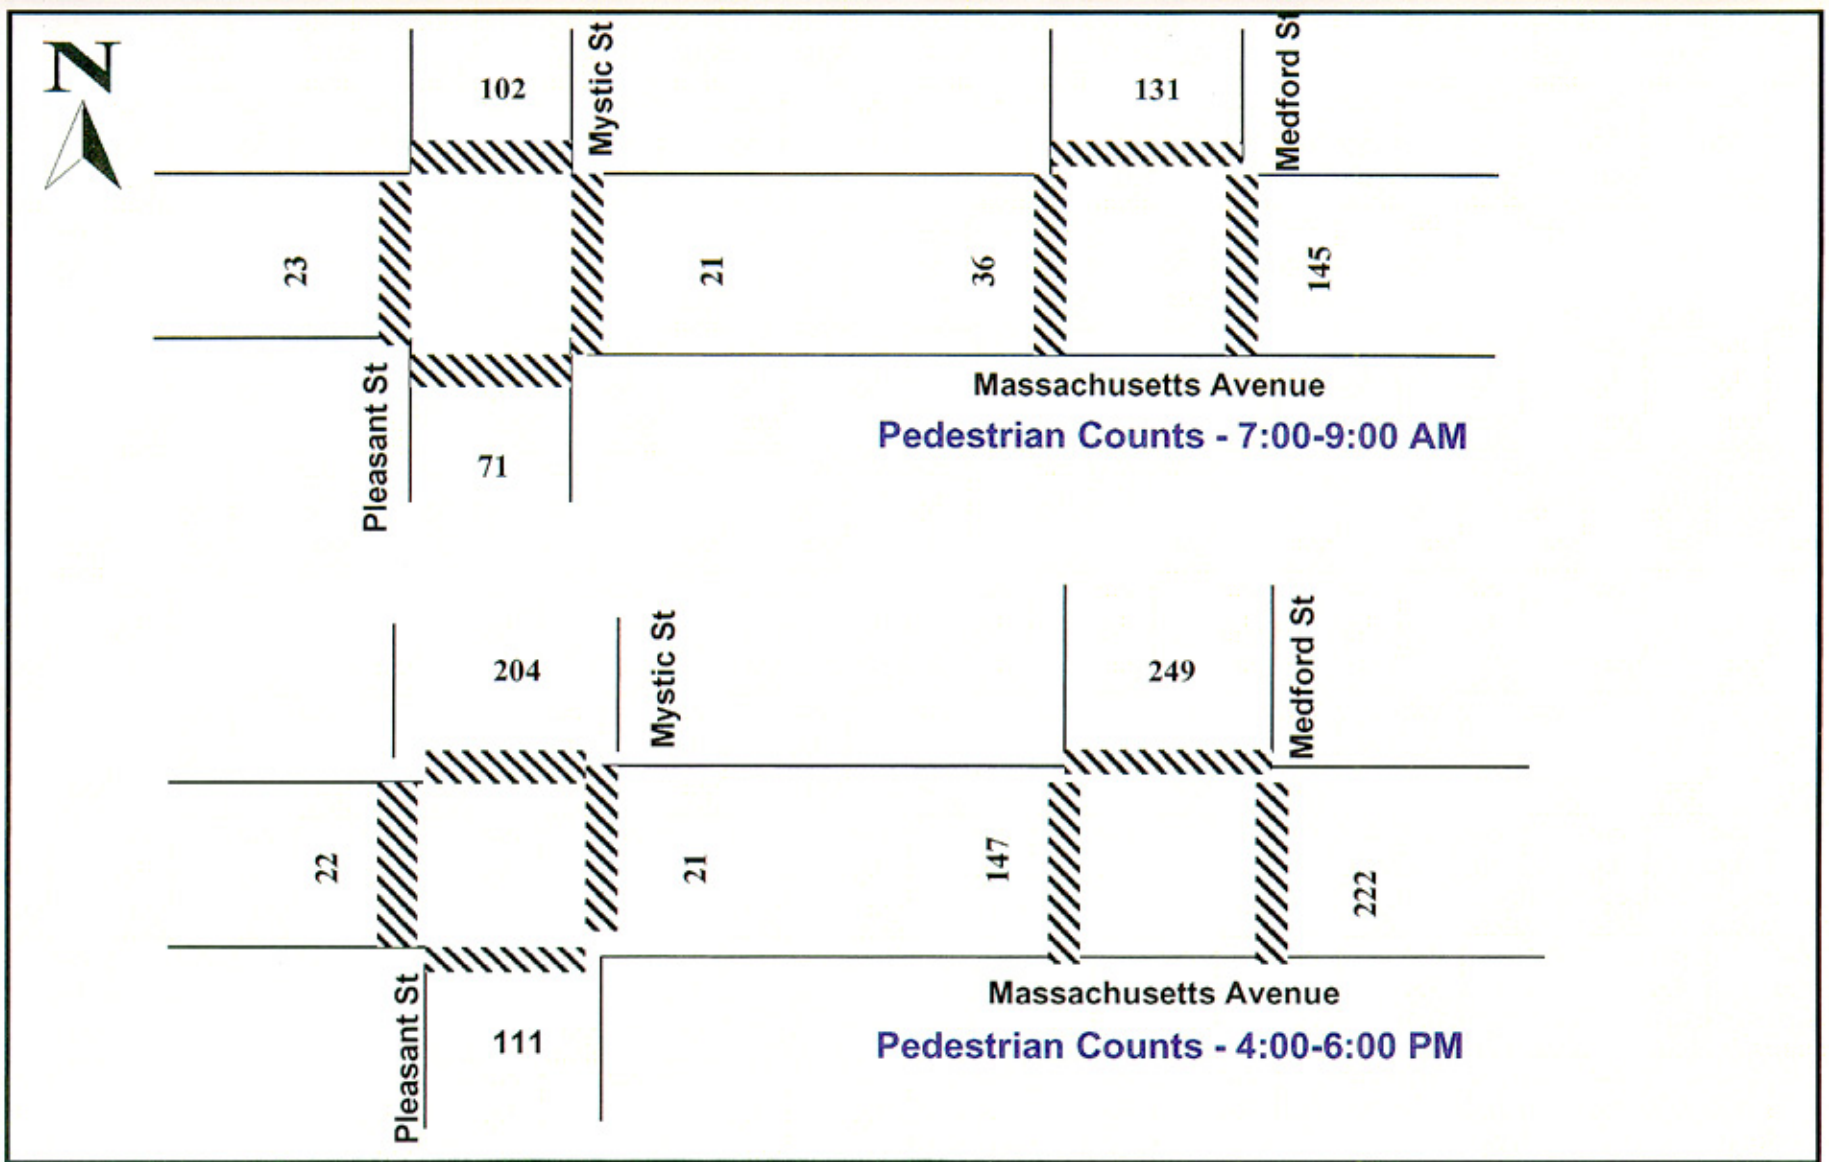 N
102
Mystic St
131
Medford St
23
21
36
145
Pleasant St
71
Massachusetts Avenue
Pedestrian Counts - 7:00-9:00 AM
204
Mystic St
249
Medford St
22
21
147
222
Pleasant St
111
Massachusetts Avenue
Pedestrian Counts - 4:00-6:00 PM